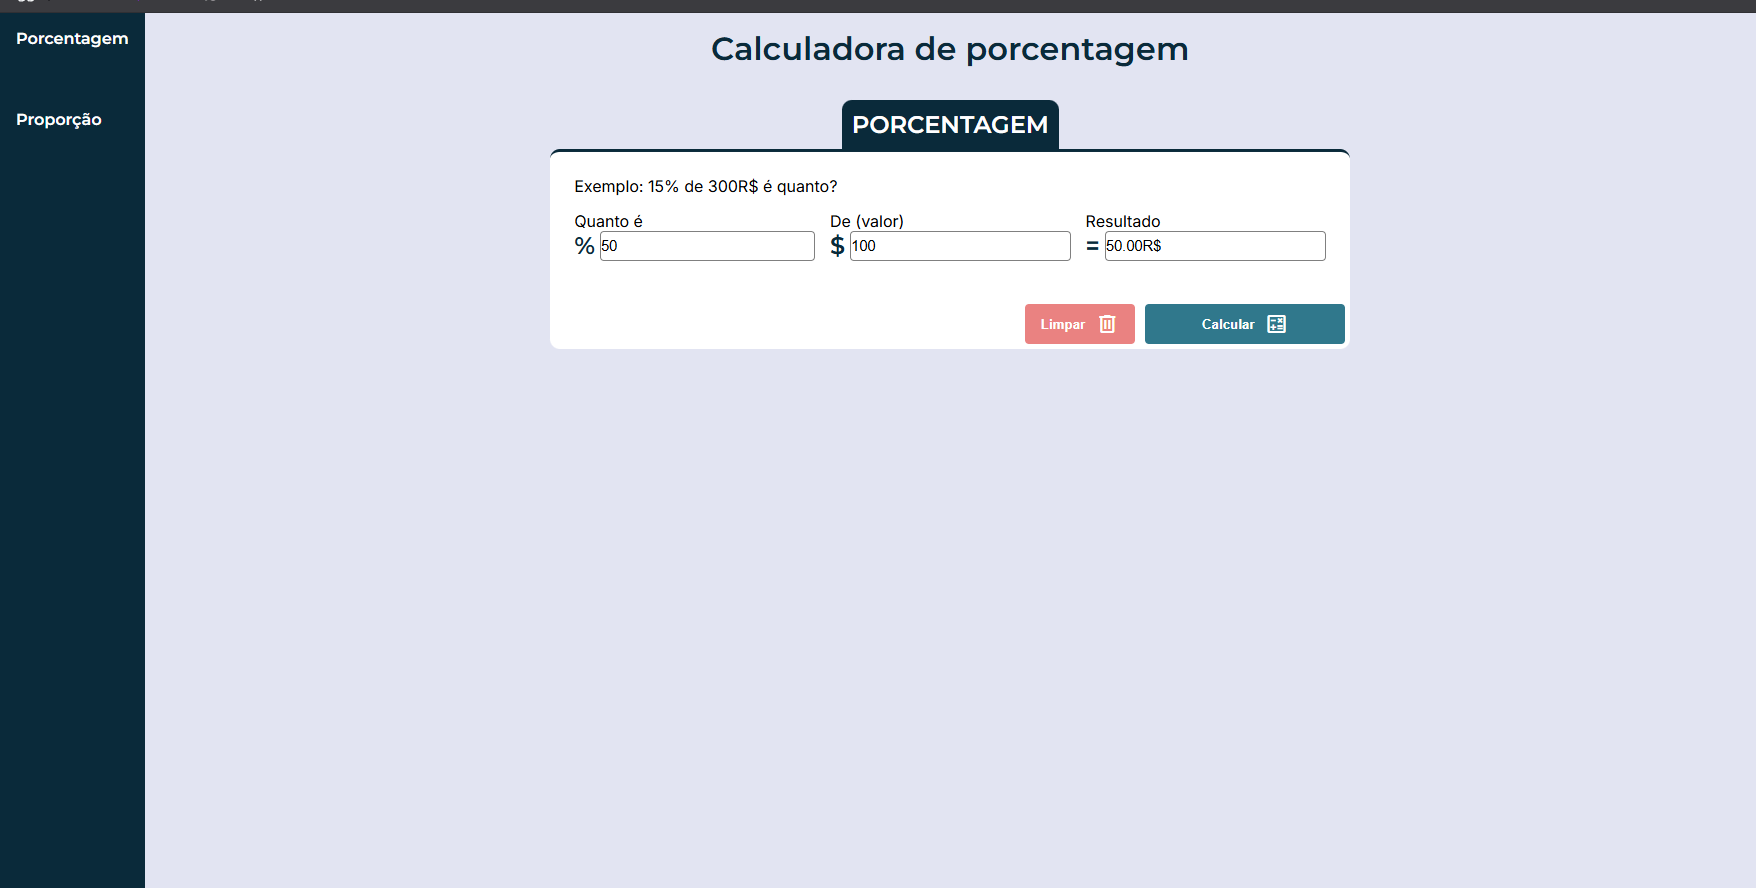 Porcentagem
Proporção
Calculadora de porcentagem
PORCENTAGEM
Exemplo: 15% de 300R$ é quanto?
Quanto é De (valor) Resultado
% 50 $ 100 = 50.00R$
Limpar Calcular